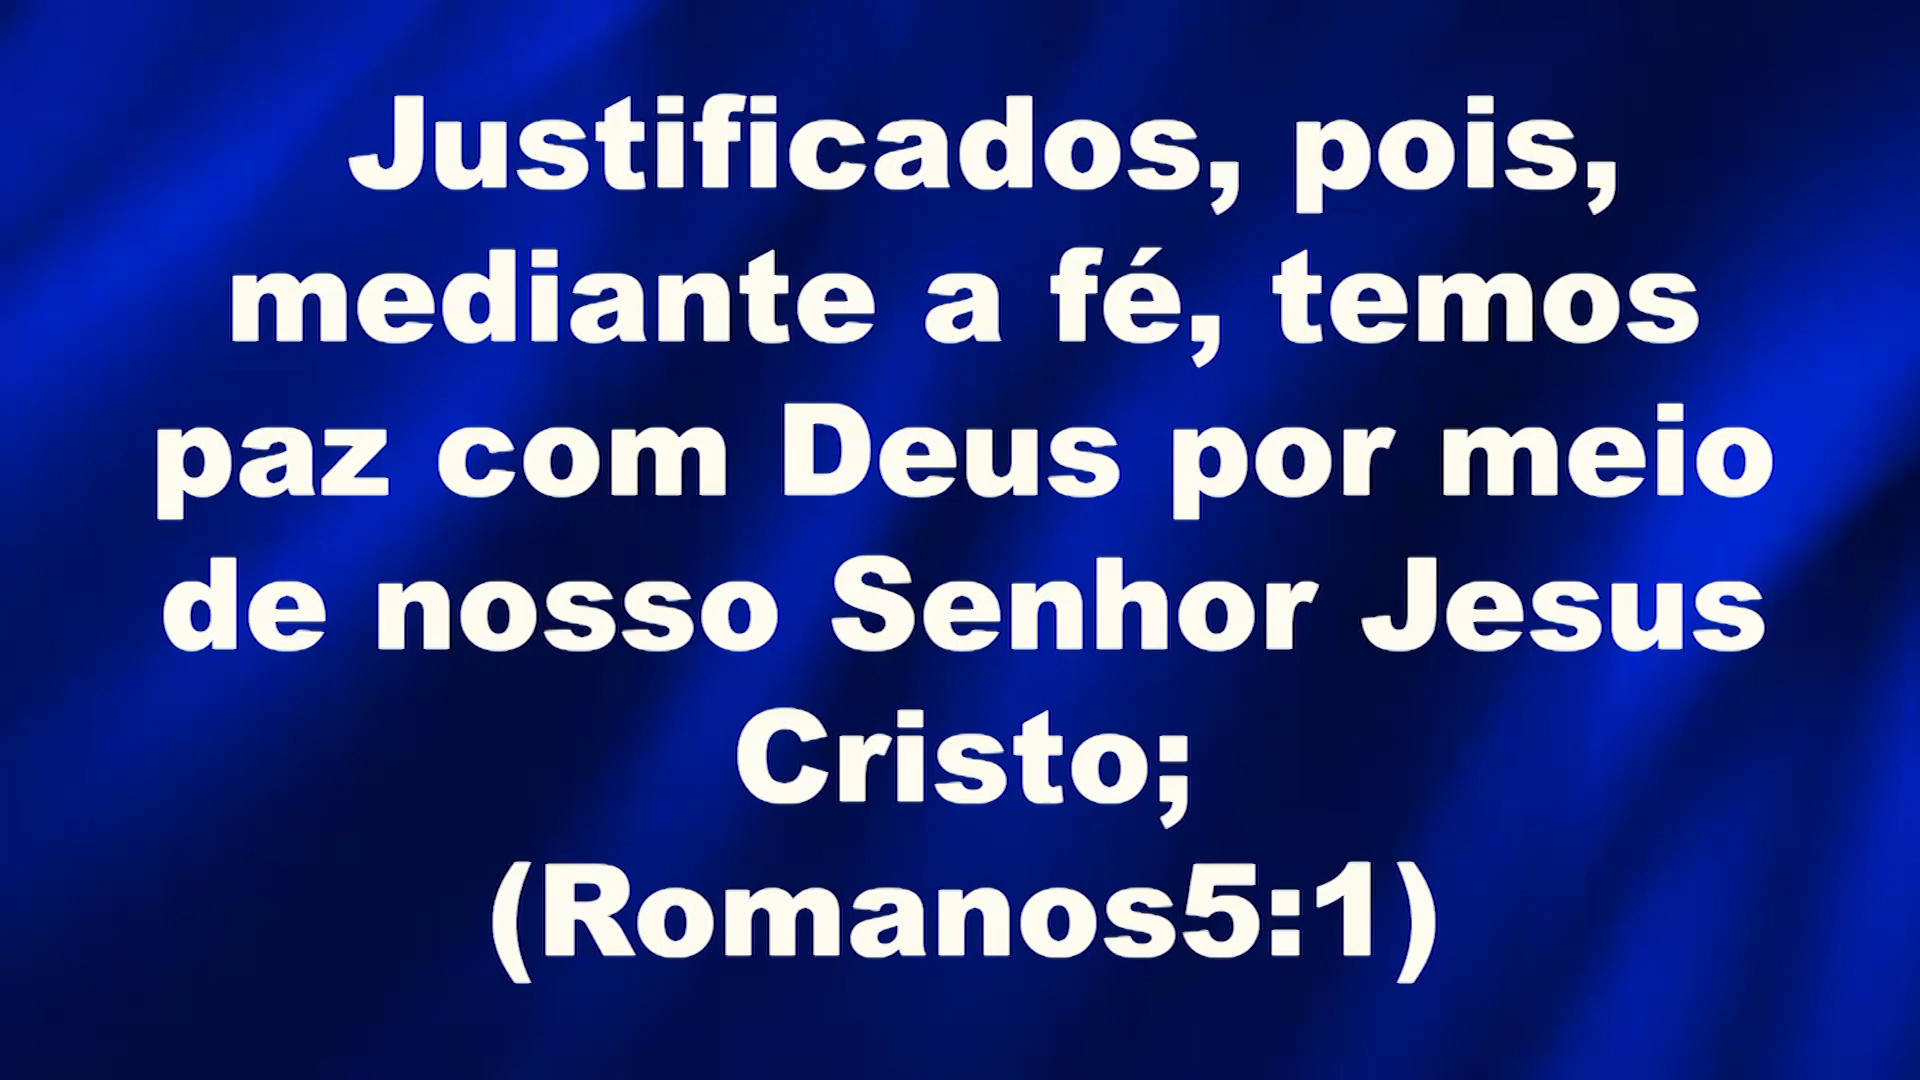 Justificados, pois,
mediante a fé, temos
paz com Deus por meio
de nosso Senhor Jesus
Cristo;
(Romanos5:1)